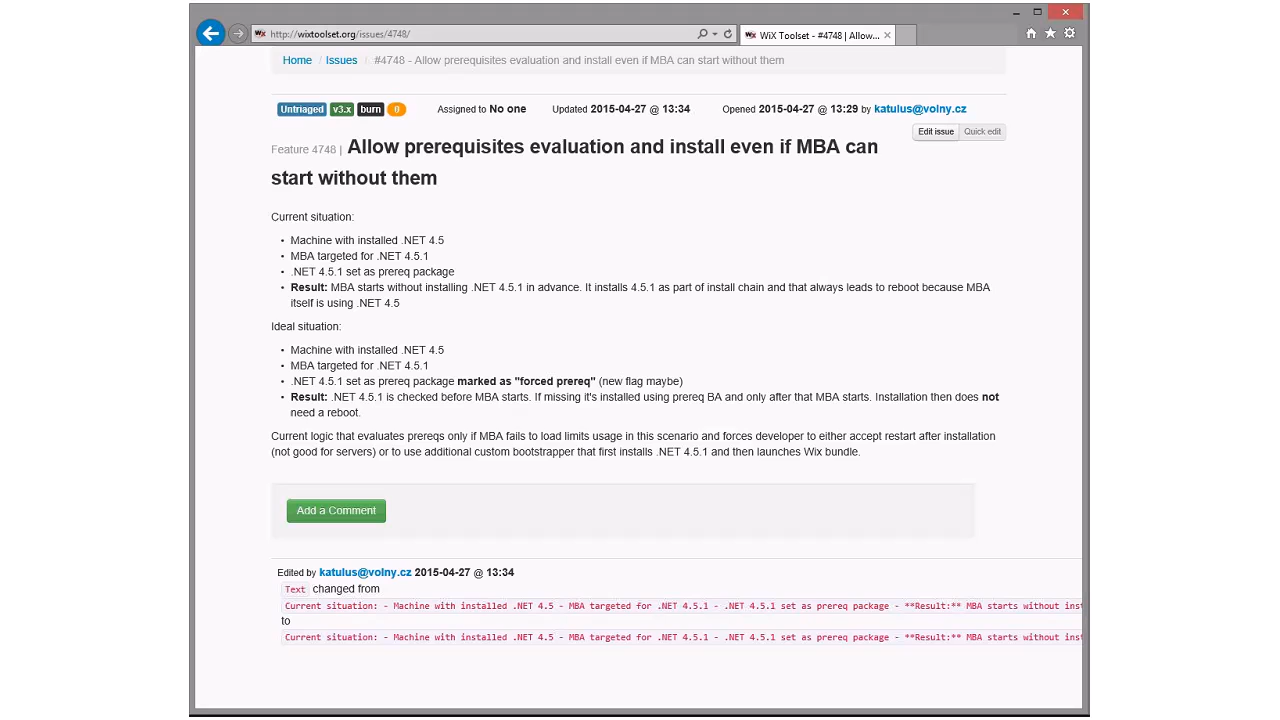 http://wixtoolset.org/issues/4748/
WiX Toolset - #4748 | Allow...
Home / Issues / #4748 - Allow prerequisites evaluation and install even if MBA can start without them
Untriaged v3.x burn 0 Assigned to No one Updated 2015-04-27 @ 13:34 Opened 2015-04-27 @ 13:29 by katulus@volny.cz
Edit issue Quick edit
Feature 4748 | Allow prerequisites evaluation and install even if MBA can
start without them
Current situation:
• Machine with installed .NET 4.5
• MBA targeted for .NET 4.5.1
• .NET 4.5.1 set as prereq package
• Result: MBA starts without installing .NET 4.5.1 in advance. It installs 4.5.1 as part of install chain and that always leads to reboot because MBA
itself is using .NET 4.5
Ideal situation:
• Machine with installed .NET 4.5
• MBA targeted for .NET 4.5.1
• .NET 4.5.1 set as prereq package marked as "forced prereq" (new flag maybe)
• Result: .NET 4.5.1 is checked before MBA starts. If missing it's installed using prereq BA and only after that MBA starts. Installation then does not
need a reboot.
Current logic that evaluates prereqs only if MBA fails to load limits usage in this scenario and forces developer to either accept restart after installation
(not good for servers) or to use additional custom bootstrapper that first installs .NET 4.5.1 and then launches Wix bundle.
Add a Comment
Edited by katulus@volny.cz 2015-04-27 @ 13:34
Text changed from
Current situation: - Machine with installed .NET 4.5 - MBA targeted for .NET 4.5.1 - .NET 4.5.1 set as prereq package - **Result:** MBA starts without inst
to
Current situation: - Machine with installed .NET 4.5 - MBA targeted for .NET 4.5.1 - .NET 4.5.1 set as prereq package - **Result:** MBA starts without inst